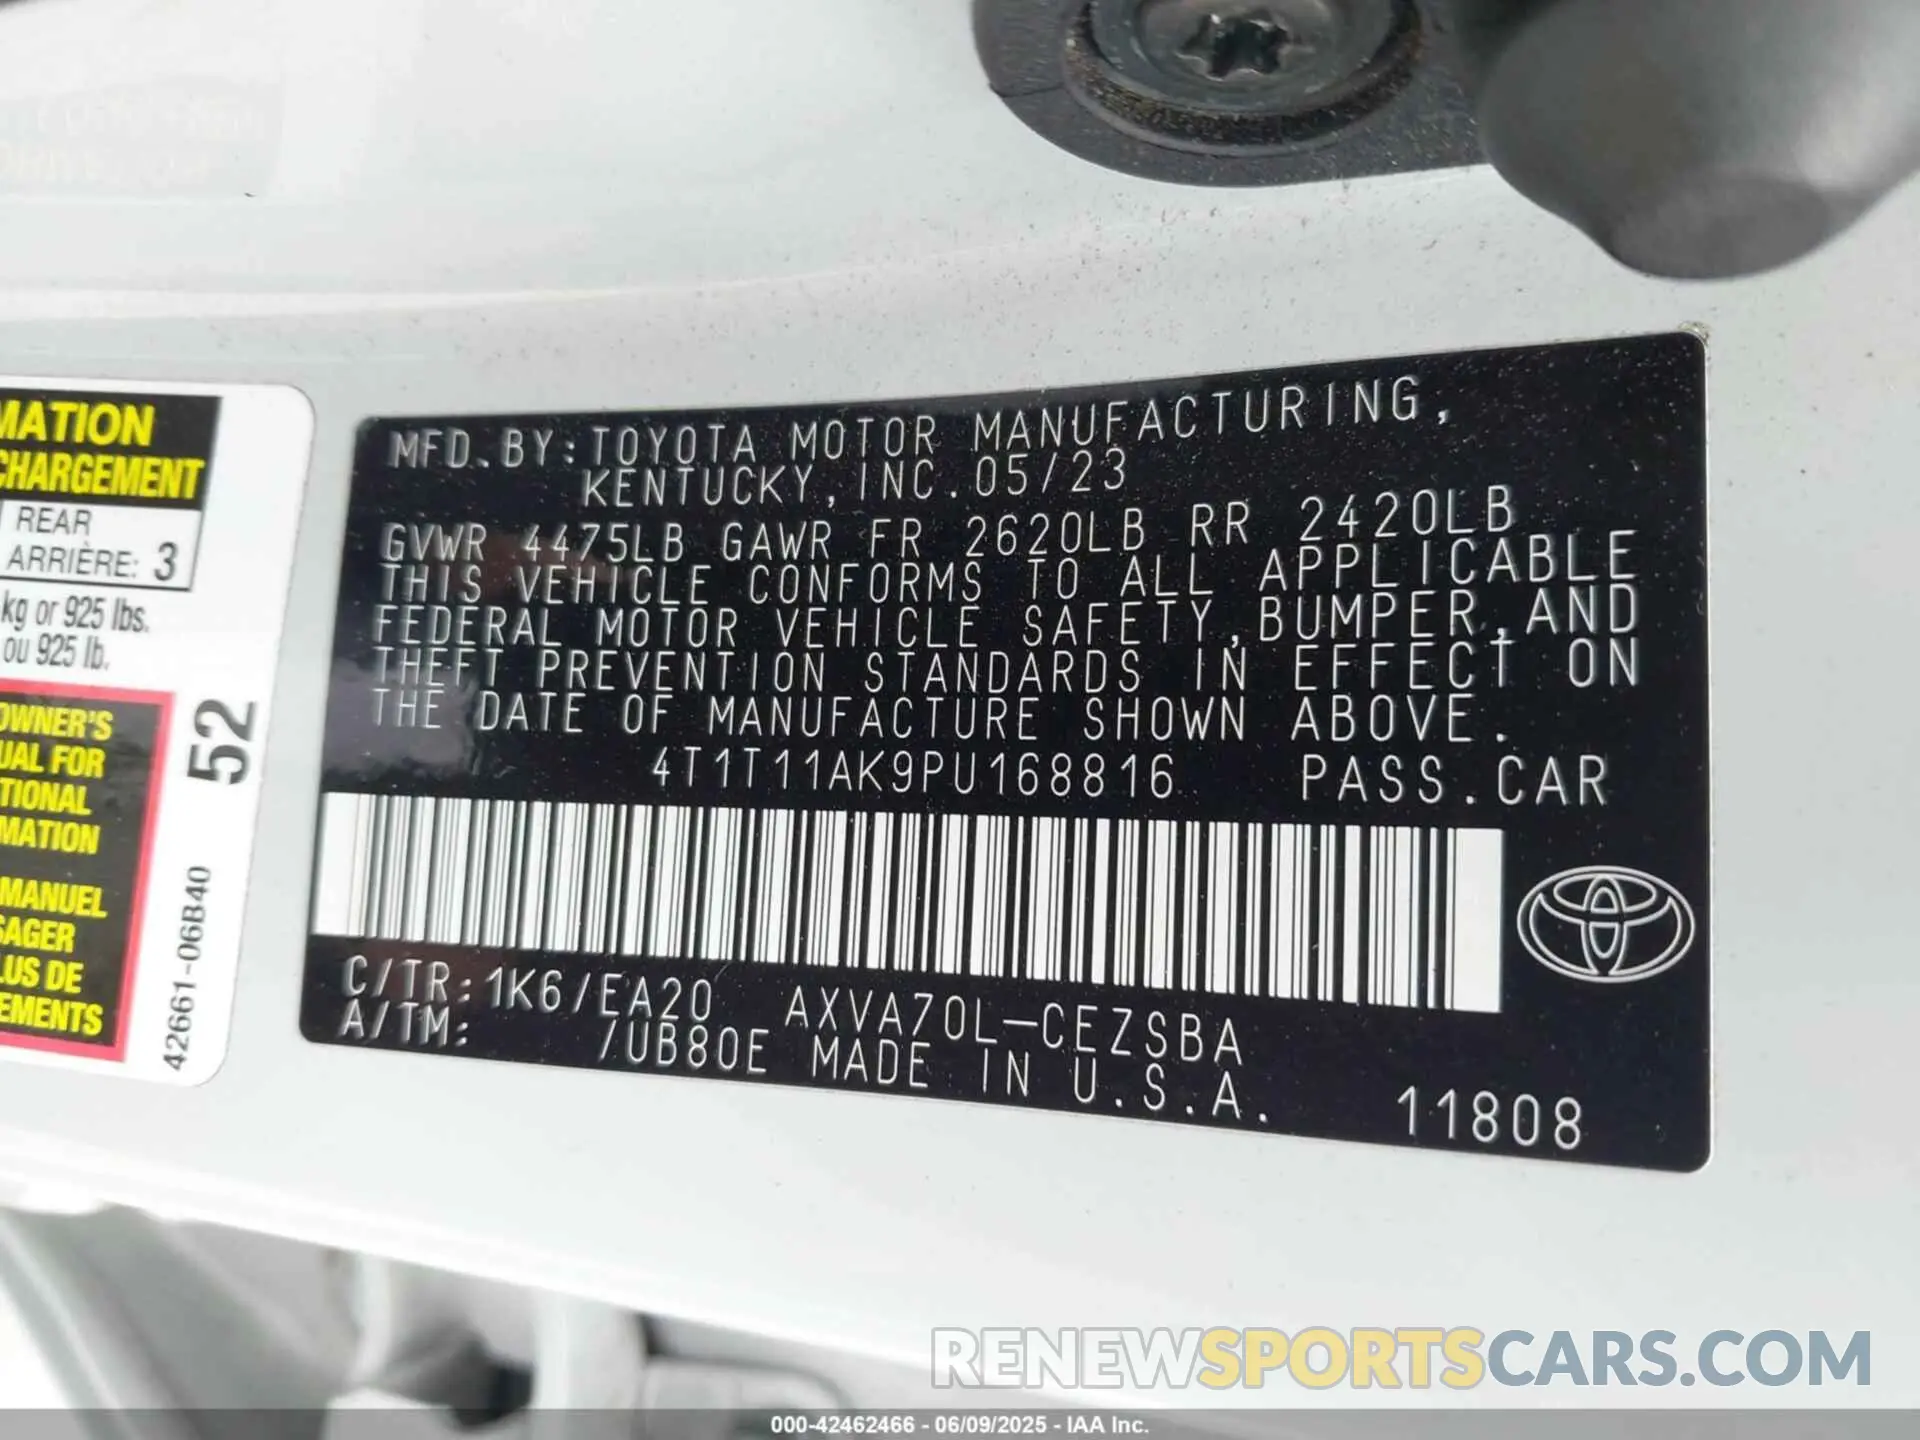 MATION
CHARGEMENT
REAR
ARRIÈRE: 3
kg or 925 lbs.
ou 925 lb.
OWNER'S
UAL FOR
TIONAL
MATION
MANUEL
SAGER
LUS DE
EMENTS
52
42661-06B40
MFD. BY: TOYOTA MOTOR MANUFACTURING,
KENTUCKY, INC. 05/23
GVWR 4475LB GAWR FR 2620LB RR 2420LB
THIS VEHICLE CONFORMS TO ALL APPLICABLE
FEDERAL MOTOR VEHICLE SAFETY, BUMPER, AND
THEFT PREVENTION STANDARDS IN EFFECT ON
THE DATE OF MANUFACTURE SHOWN ABOVE.
4T1T11AK9PU168816 PASS. CAR
C/TR: 1K6/EA20 AXVA70L-CEZSBA
A/TM: /UB80E MADE IN U.S.A.
11808
RENEWSPORTSCARS.COM
000-42462466 - 06/09/2025 - IAA Inc.